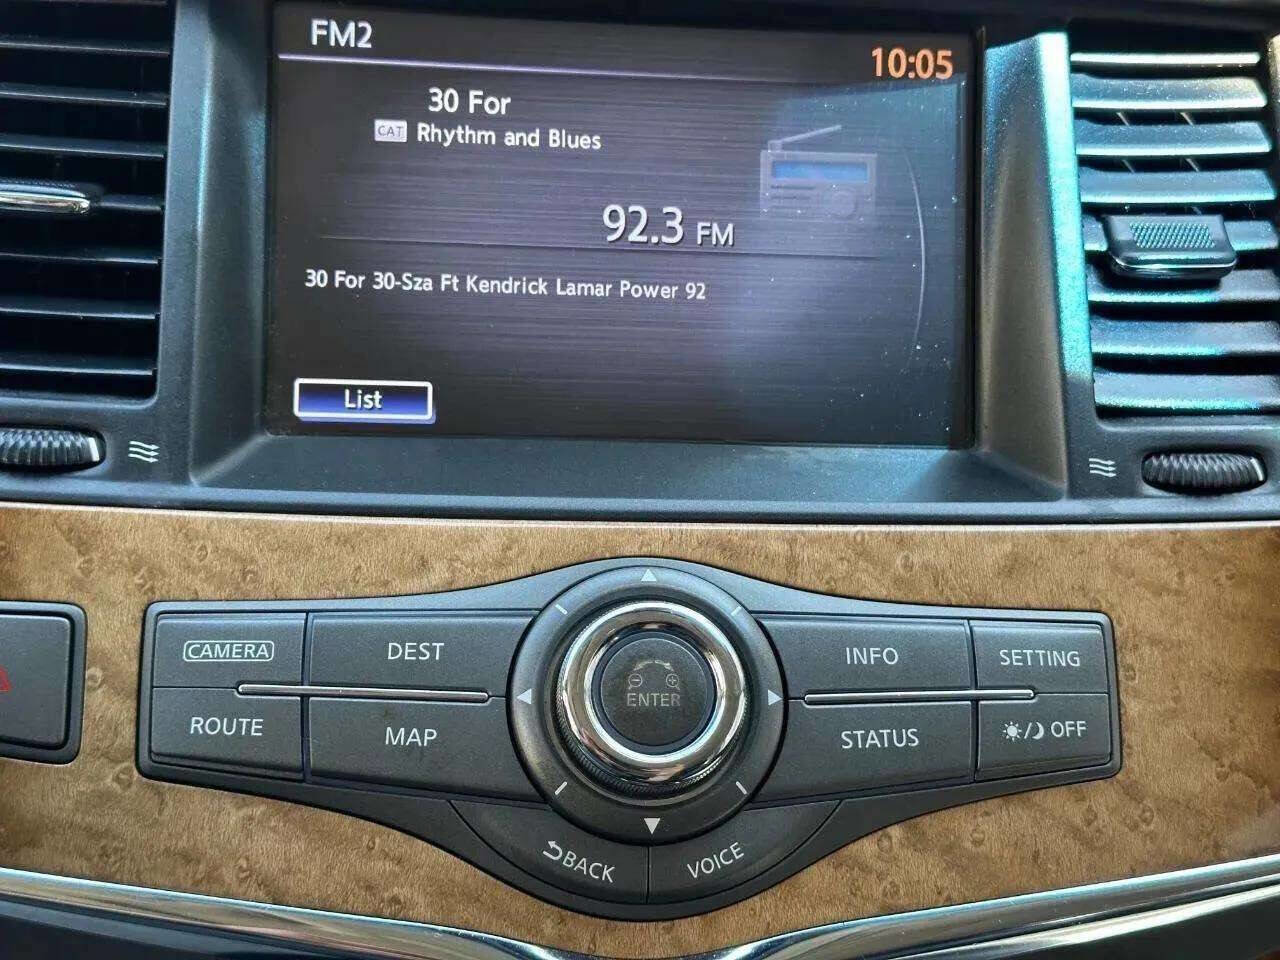 FM2
10:05
30 For
CAT Rhythm and Blues
92.3 FM
30 For 30-Sza Ft Kendrick Lamar Power 92
List
CAMERA
DEST
INFO
SETTING
ENTER
ROUTE
MAP
STATUS
OFF
BACK
VOICE